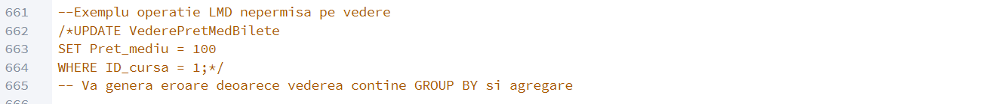 661 --Exemplu operatie LMD nepermisa pe vedere
662 /*UPDATE VederePretMedBilete
663 SET Pret_mediu = 100
664 WHERE ID_cursa = 1;*/
665 -- Va genera eroare deoarece vederea contine GROUP BY si agregare
666